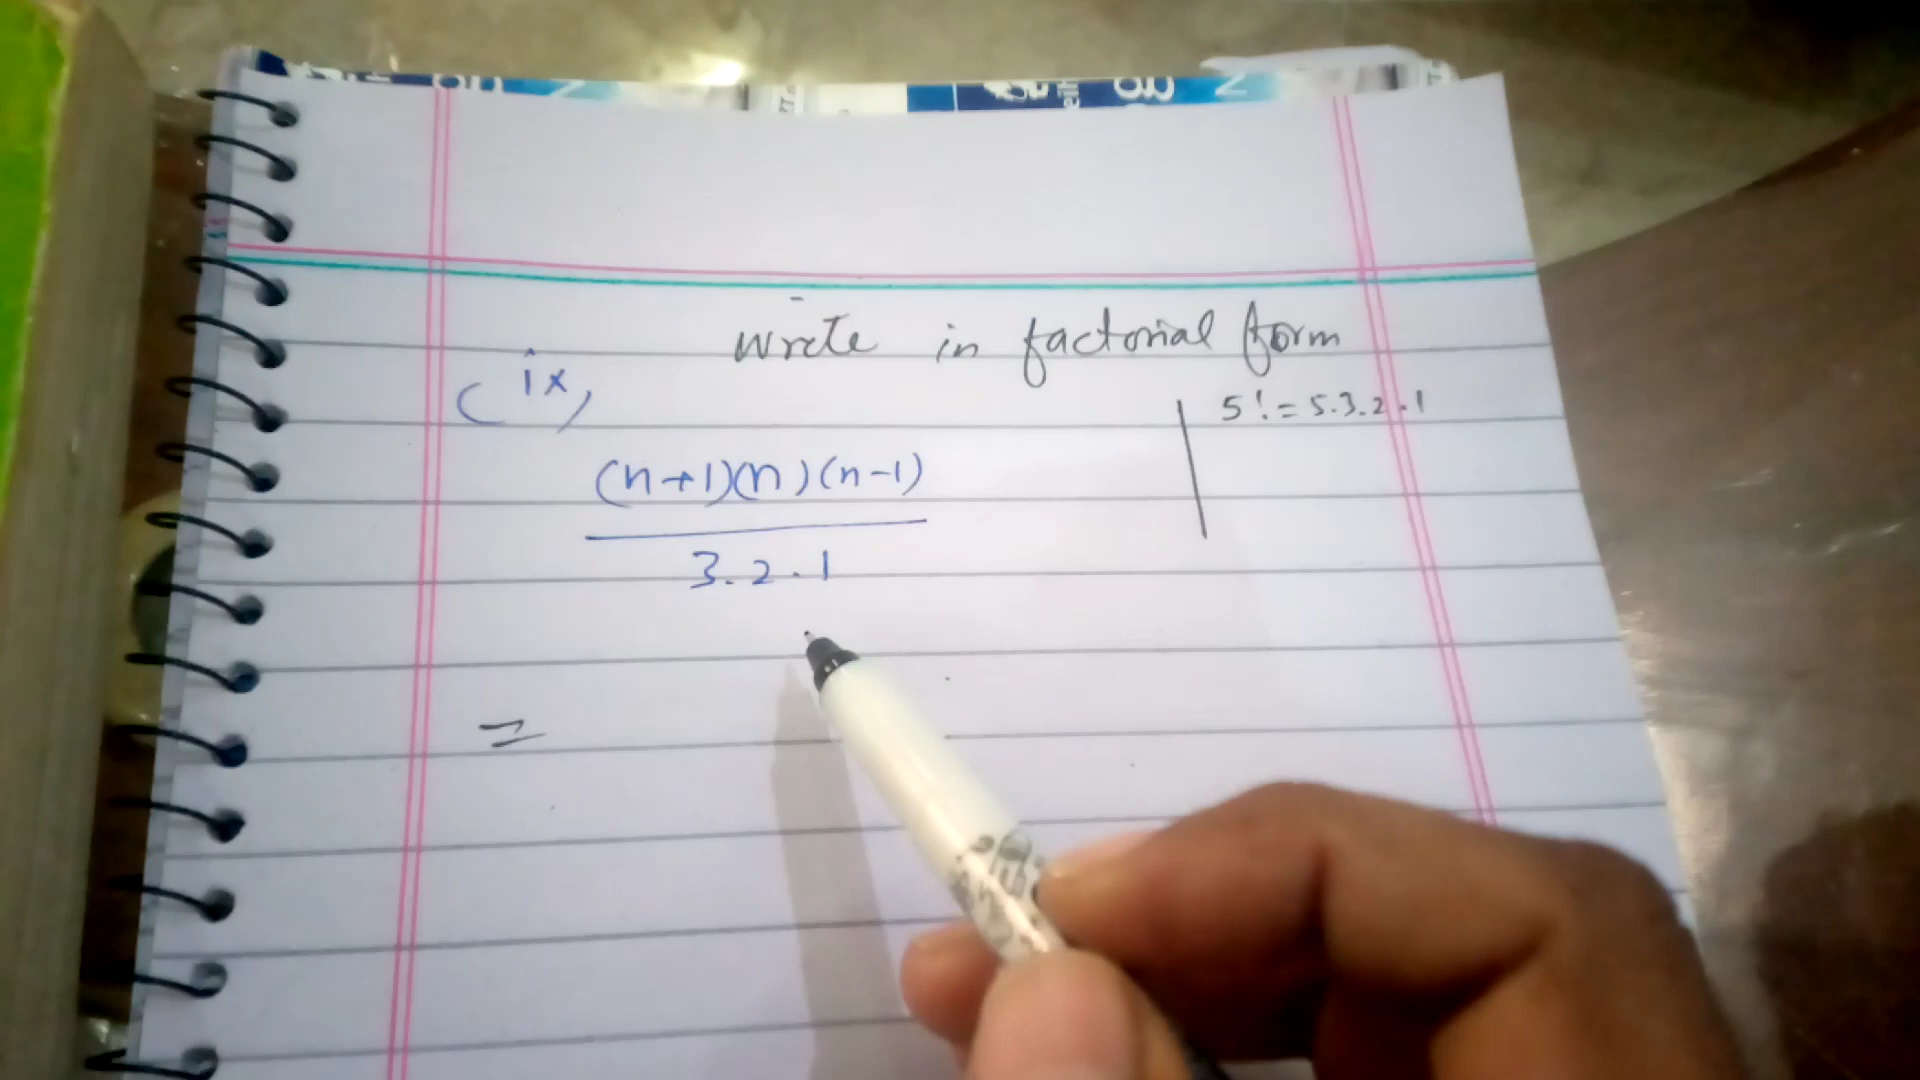 write in factorial form
(ix)
5! = 5.3.2.1
(n+1)(n)(n-1)
3.2.1
=